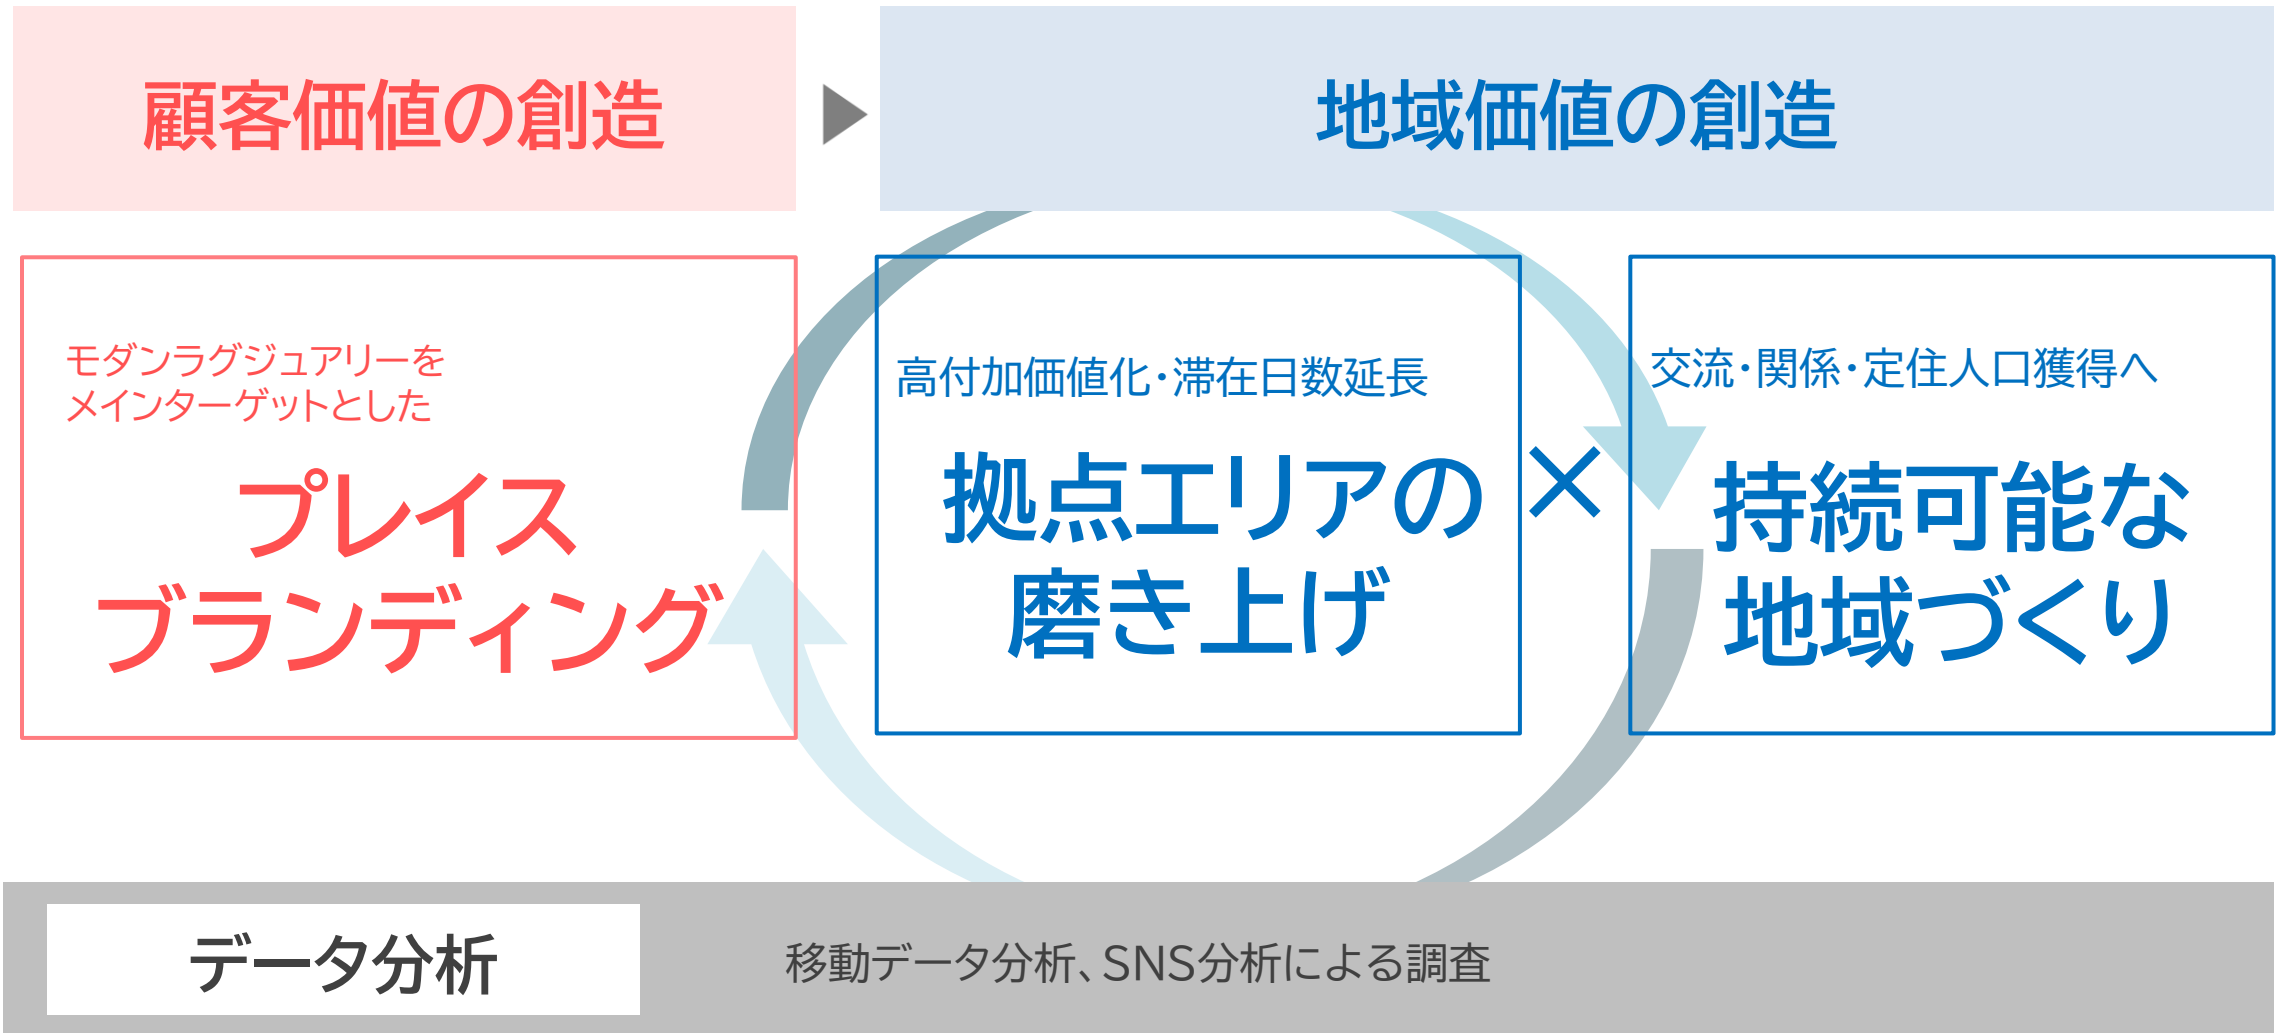 顧客価値の創造
地域価値の創造
モダンラグジュアリーを
メインターゲットとした
プレイス
ブランディング
高付加価値化・滞在日数延長
拠点エリアの
磨き上げ
×
交流・関係・定住人口獲得へ
持続可能な
地域づくり
データ分析
移動データ分析、SNS分析による調査